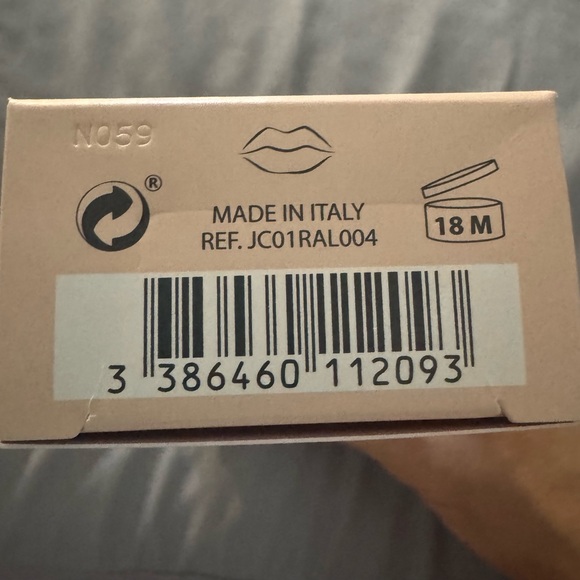 N059
®
MADE IN ITALY
REF. JC01RAL004
18 M
3 386460 112093